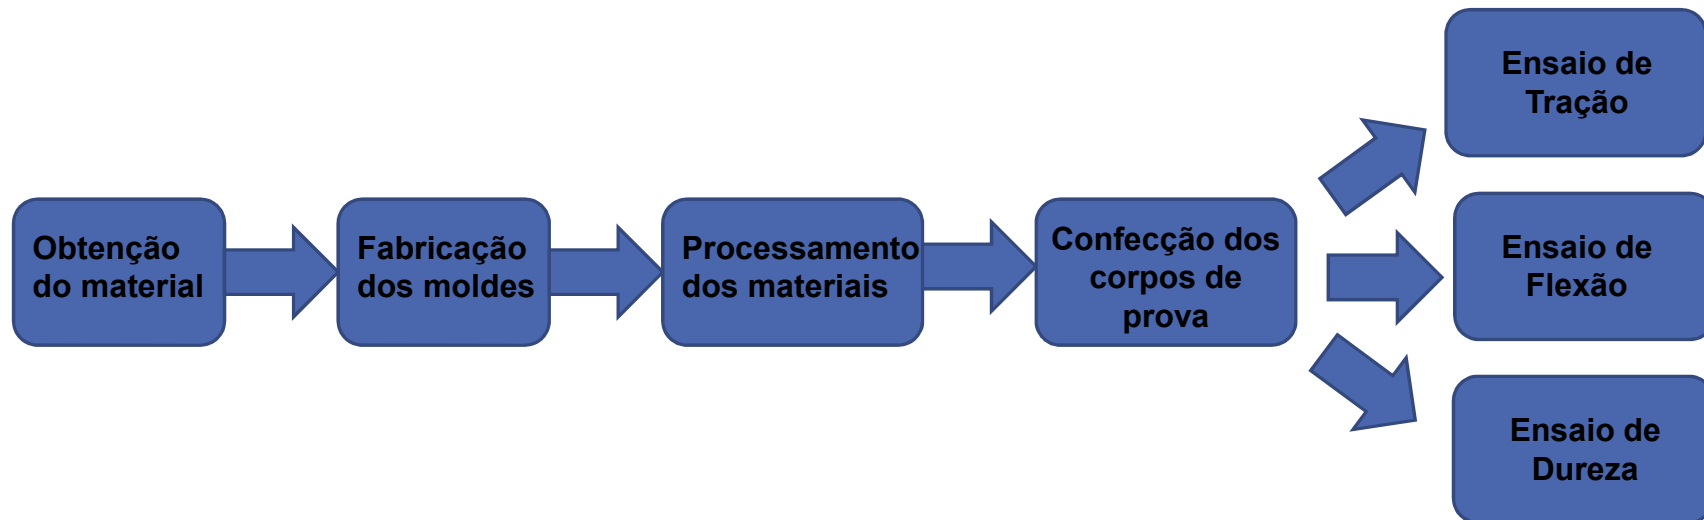 Obtenção
do material
Fabricação
dos moldes
Processamento
dos materiais
Confecção dos
corpos de
prova
Ensaio de
Tração
Ensaio de
Flexão
Ensaio de
Dureza